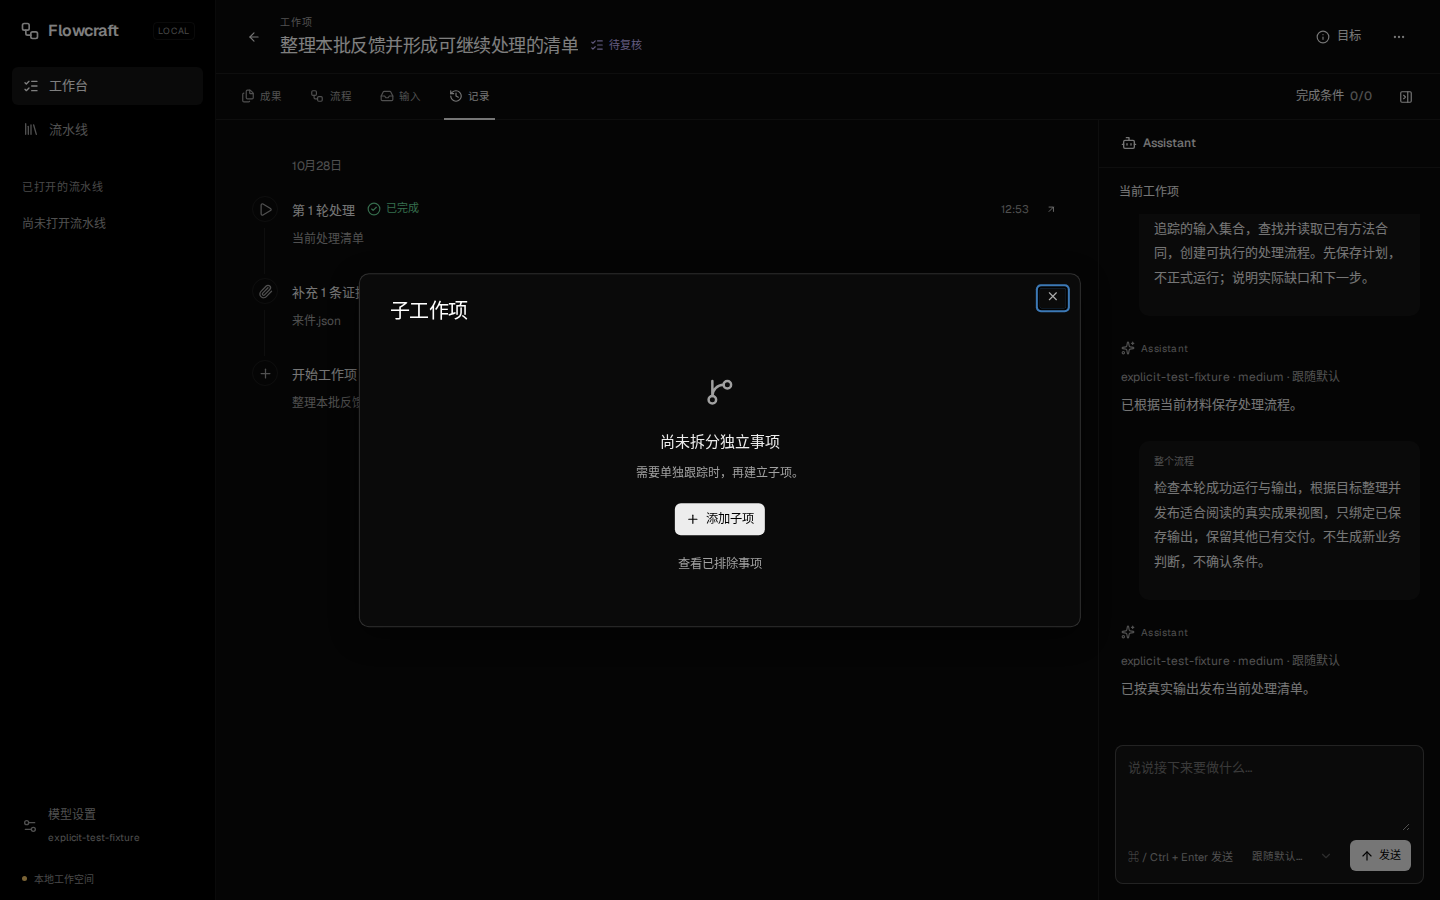 Flowcraft
LOCAL
工作台
流水线
已打开的流水线
尚未打开流水线
模型设置
explicit-test-fixture
本地工作空间
工作项
整理本批反馈并形成可继续处理的清单
待复核
目标
成果
流程
输入
记录
完成条件 0/0
10月28日
第 1 轮处理
已完成
12:53
当前处理清单
补充 1 条证
来件.json
开始工作项
整理本批反馈
子工作项
尚未拆分独立事项
需要单独跟踪时，再建立子项。
添加子项
查看已排除事项
Assistant
当前工作项
追踪的输入集合，查找并读取已有方法合
同，创建可执行的处理流程。先保存计划，
不正式运行；说明实际缺口和下一步。
Assistant
explicit-test-fixture · medium · 跟随默认
已根据当前材料保存处理流程。
整个流程
检查本轮成功运行与输出，根据目标整理并
发布适合阅读的真实成果视图，只绑定已保
存输出，保留其他已有交付。不生成新业务
判断，不确认条件。
Assistant
explicit-test-fixture · medium · 跟随默认
已按真实输出发布当前处理清单。
说说接下来要做什么…
⌘ / Ctrl + Enter 发送
跟随默认…
发送